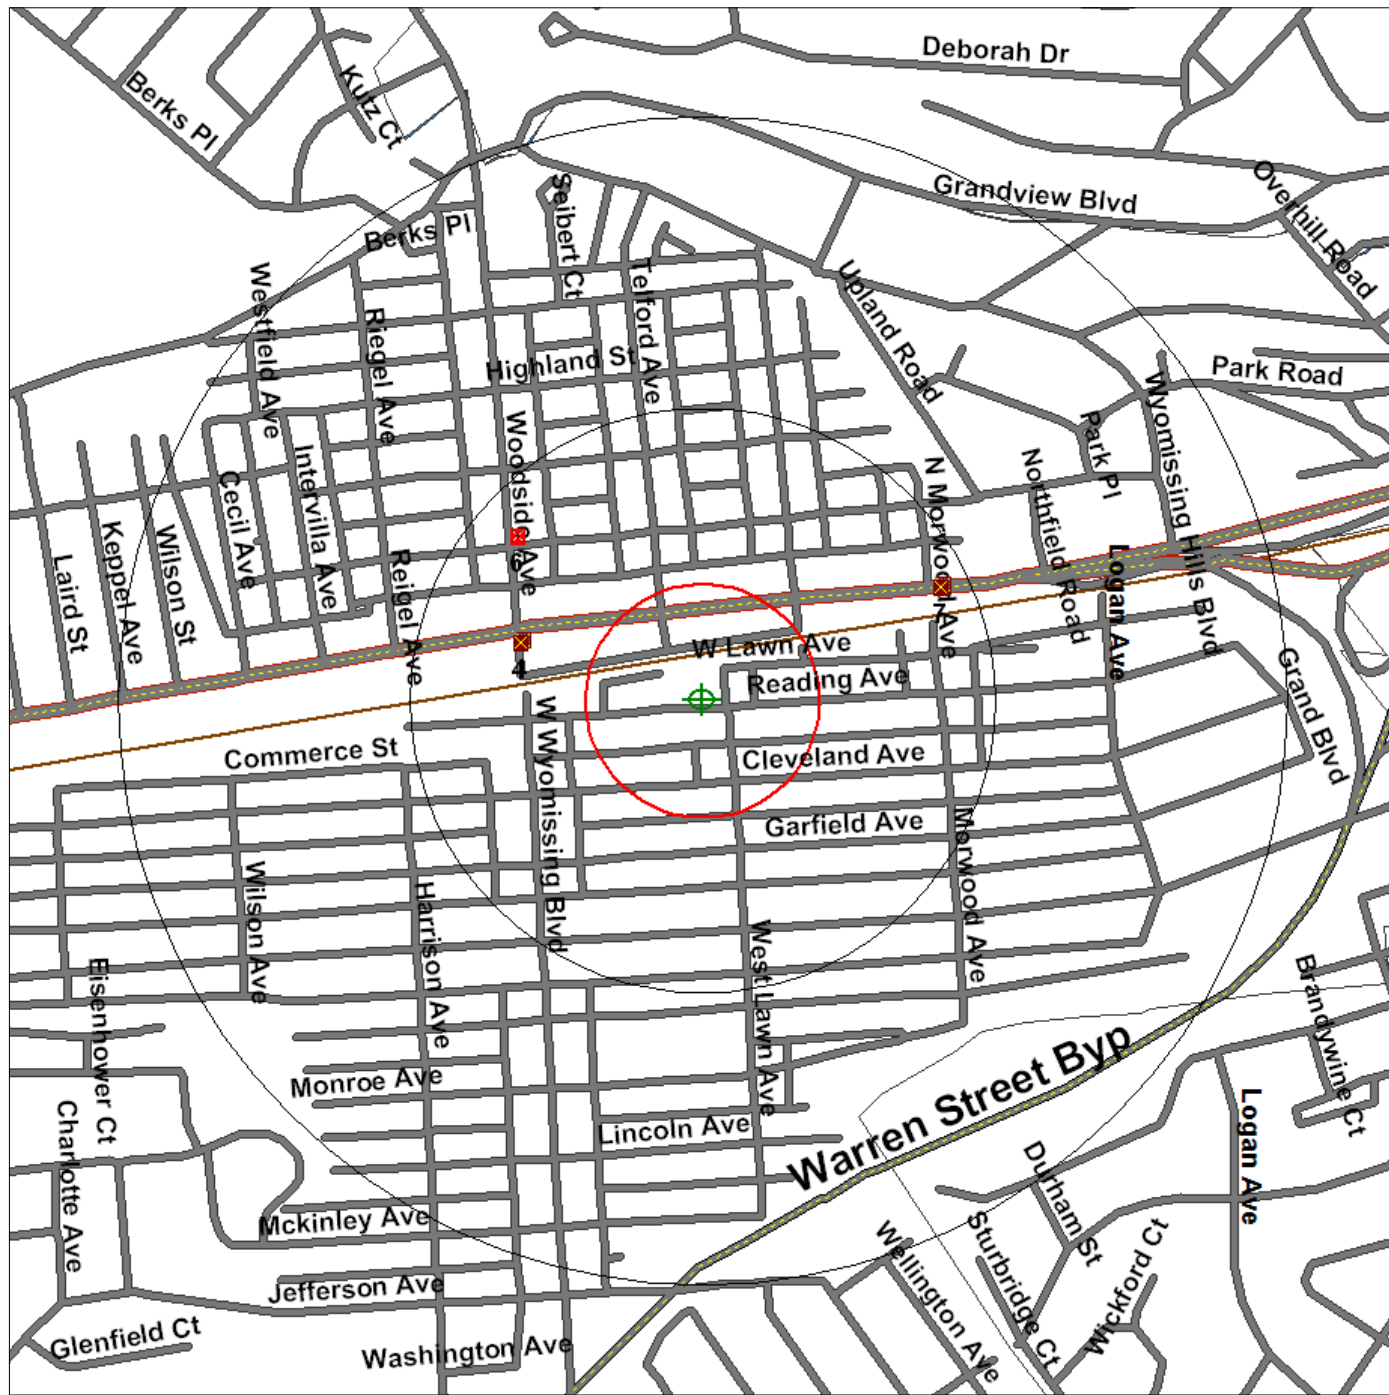 Deborah Dr
Kutz Ct
Berks Pl
Grandview Blvd
Overhill Road
Seibert Ct
Berks Pl
Telford Ave
Upland Road
Westfield Ave
Riegel Ave
Highland St
Park Road
Wyomissing Hills Blvd
Park Pl
Woodside Ave
N Morwood Ave
Northfield Road
Intervilla Ave
Cecil Ave
Wilson St
Keppel Ave
Laird St
Reigel Ave
Logan Ave
6
7
4
W Lawn Ave
Reading Ave
Grand Blvd
Commerce St
W Wyomissing Blvd
Cleveland Ave
Garfield Ave
Morwood Ave
Wilson Ave
Harrison Ave
West Lawn Ave
Eisenhower Ct
Brandywine Ct
Monroe Ave
Warren Street Byp
Lincoln Ave
Charlotte Ave
Logan Ave
Durham St
Mckinley Ave
Sturbridge Ct
Wickford Ct
Wellington Ave
Jefferson Ave
Glenfield Ct
Washington Ave